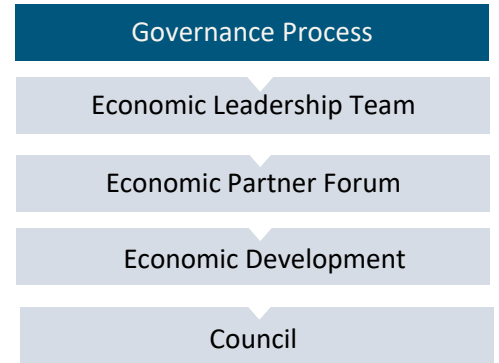 Governance Process
Economic Leadership Team
Economic Partner Forum
Economic Development
Council